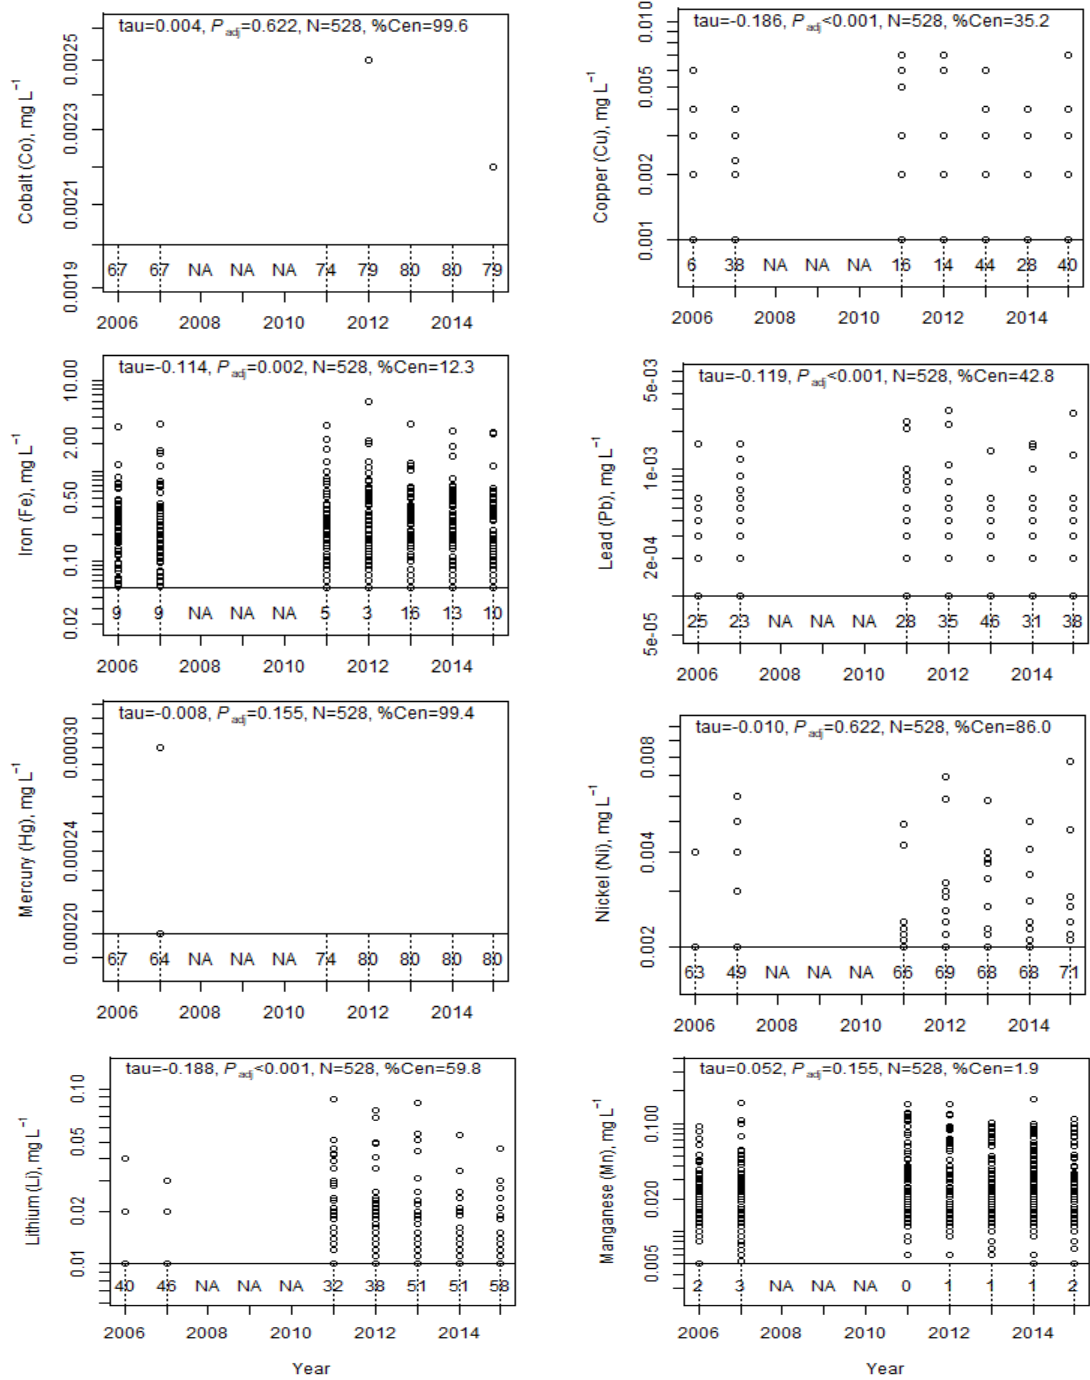 tau=0.004, Padj=0.622, N=528, %Cen=99.6
Cobalt (Co), mg L−1
0.0025
0.0023
0.0021
0.0019
67 67 NA NA NA 74 79 80 80 79
2006 2008 2010 2012 2014
tau=−0.186, Padj<0.001, N=528, %Cen=35.2
Copper (Cu), mg L−1
0.010
0.005
0.002
0.001
6 38 NA NA NA 16 14 44 28 40
2006 2008 2010 2012 2014
tau=−0.114, Padj=0.002, N=528, %Cen=12.3
Iron (Fe), mg L−1
10.00
2.00
0.50
0.10
0.02
9 9 NA NA NA 5 3 16 13 10
2006 2008 2010 2012 2014
tau=−0.119, Padj<0.001, N=528, %Cen=42.8
Lead (Pb), mg L−1
5e-03
1e-03
2e-04
5e-05
25 23 NA NA NA 28 35 46 31 38
2006 2008 2010 2012 2014
tau=−0.008, Padj=0.155, N=528, %Cen=99.4
Mercury (Hg), mg L−1
0.00030
0.00024
0.00020
67 64 NA NA NA 74 80 80 80 80
2006 2008 2010 2012 2014
tau=−0.010, Padj=0.622, N=528, %Cen=86.0
Nickel (Ni), mg L−1
0.008
0.004
0.002
63 49 NA NA NA 66 69 68 68 71
2006 2008 2010 2012 2014
tau=−0.188, Padj<0.001, N=528, %Cen=59.8
Lithium (Li), mg L−1
0.10
0.05
0.02
0.01
40 46 NA NA NA 32 38 51 51 58
2006 2008 2010 2012 2014
Year
tau=0.052, Padj=0.155, N=528, %Cen=1.9
Manganese (Mn), mg L−1
0.100
0.020
0.005
2 3 NA NA NA 0 1 1 1 2
2006 2008 2010 2012 2014
Year